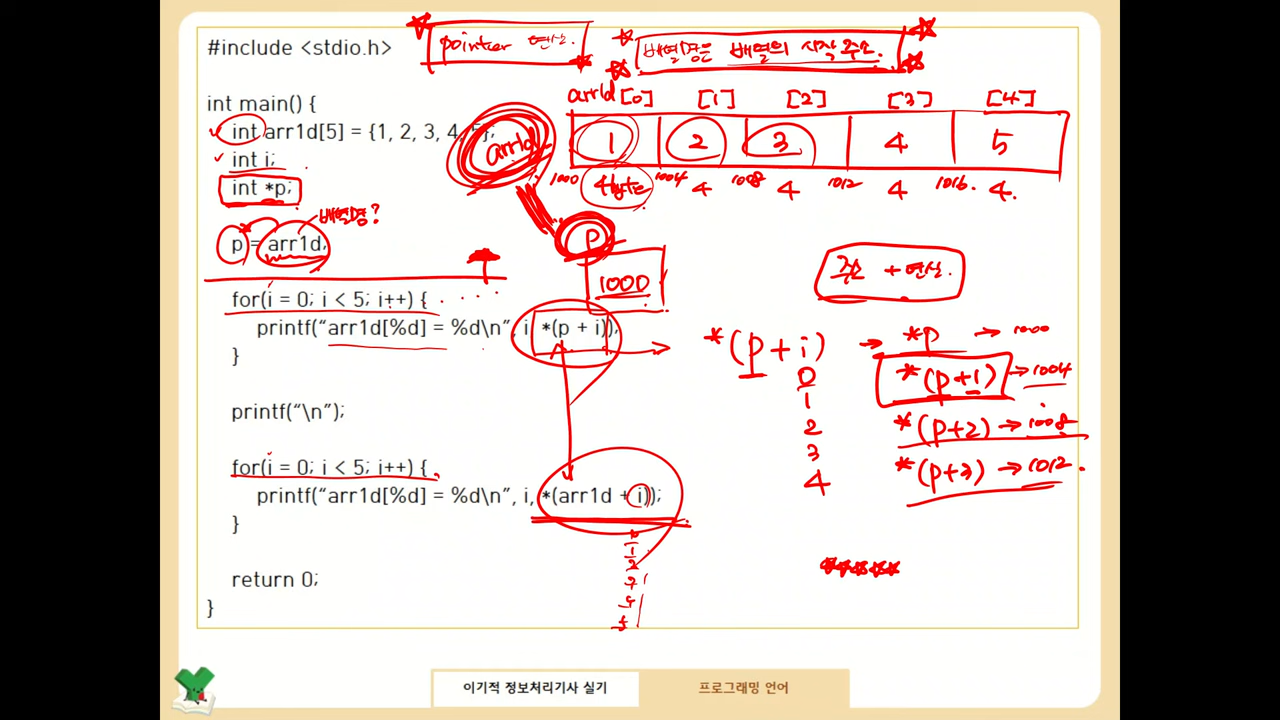 pointer 연산.
배열명은 배열의 시작 주소.
#include <stdio.h>
arr1d [0] [1] [2] [3] [4]
int main() {
int arr1d[5] = {1, 2, 3, 4, 5};
arr1d
1 2 3 4 5
int i;
1000 4byte 1004 4 1008 4 1012 4 1016 4
int *p;
배열명?
p = arr1d;
P
주소 + 연산.
1000
for(i = 0; i < 5; i++) {
printf("arr1d[%d] = %d\n", i, *(p + i));
}
*(p + i) → *p → 1000
0 *(p+1) → 1004
1
2 *(p+2) → 1008
3
4 *(p+3) → 1012
printf("\n");
for(i = 0; i < 5; i++) {
printf("arr1d[%d] = %d\n", i, *(arr1d + i));
}
1
2
return 0;
}
이기적 정보처리기사 실기
프로그래밍 언어